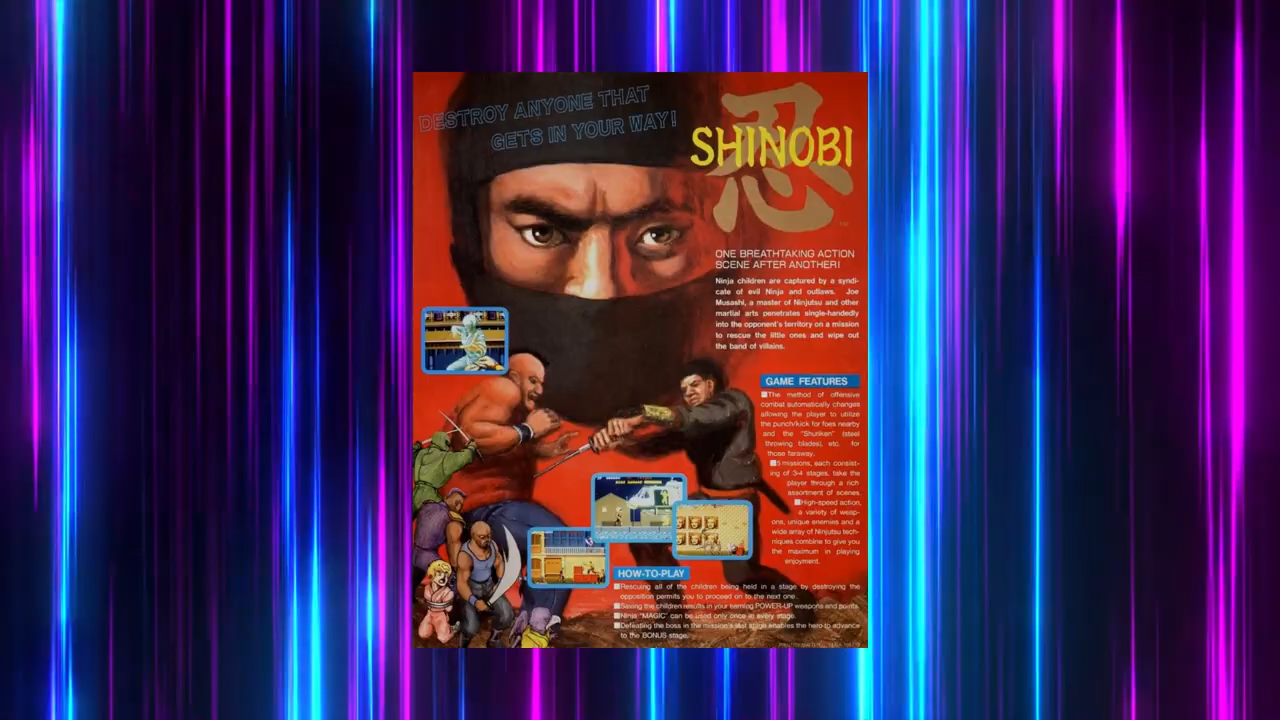 DESTROY ANYONE THAT
GETS IN YOUR WAY!
忍
SHINOBI
TM
ONE BREATHTAKING ACTION
SCENE AFTER ANOTHER!
Ninja children are captured by a syndi-
cate of evil Ninja and outlaws. Joe
Musashi, a master of Ninjutsu and other
martial arts penetrates single-handedly
into the opponent's territory on a mission
to rescue the little ones and wipe out
the band of villains.
GAME FEATURES
■The method of offensive
combat automatically changes
allowing the player to utilize
the punch/kick for foes nearby
and the "Shuriken" (steel
throwing blades), etc. for
those faraway.
■5 missions, each consist-
ing of 3-4 stages, take the
player through a rich
assortment of scenes.
■High-speed action,
a variety of weap-
ons, unique enemies and a
wide array of Ninjutsu tech-
niques combine to give you
the maximum in playing
enjoyment.
HOW-TO-PLAY
■Rescuing all of the children being held in a stage by destroying the
opposition permits you to proceed on to the next one.
■Saving the children results in your earning POWER-UP weapons and points.
■Ninja "MAGIC" can be used only once in every stage.
■Defeating the boss in the mission's last stage enables the hero to advance
to the BONUS stage.